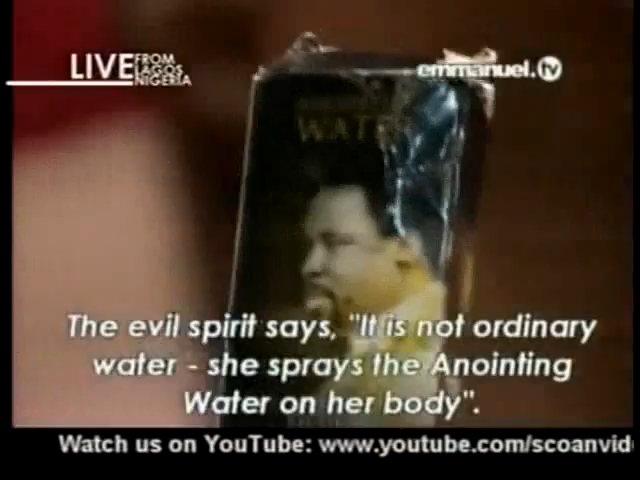 LIVE FROM
LAGOS
NIGERIA
emmanuel.tv
WATER
The evil spirit says, "It is not ordinary
water - she sprays the Anointing
Water on her body".
Watch us on YouTube: www.youtube.com/scoanvid